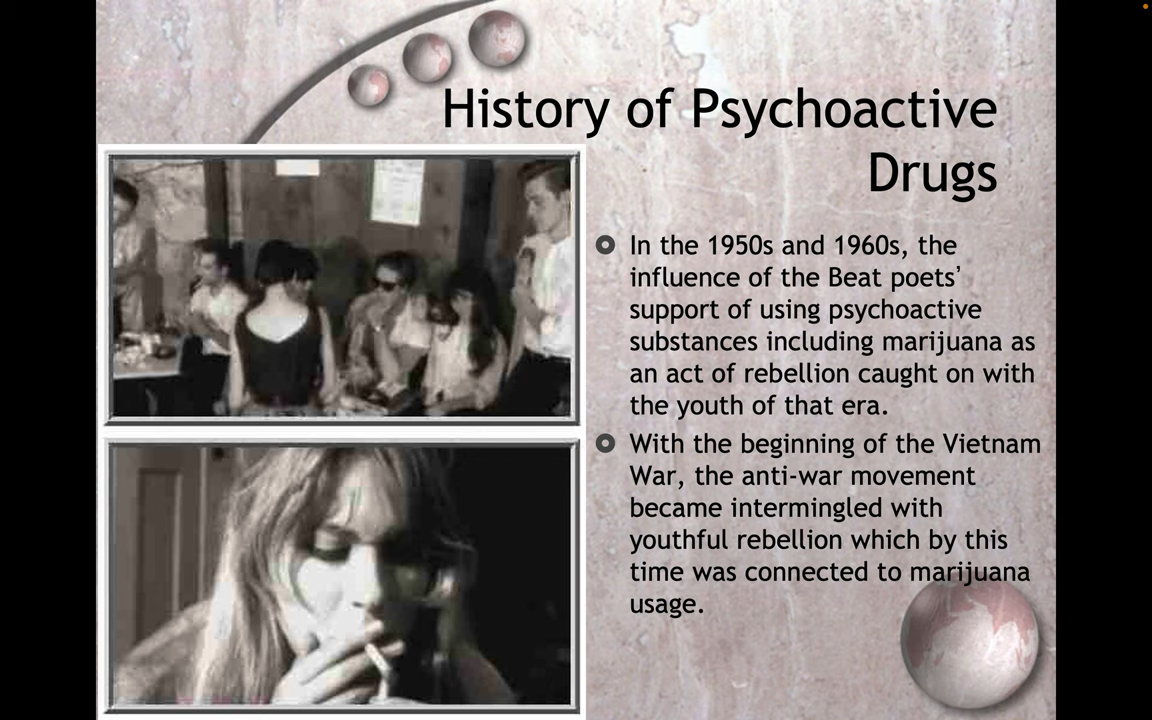 History of Psychoactive
Drugs
In the 1950s and 1960s, the
influence of the Beat poets’
support of using psychoactive
substances including marijuana as
an act of rebellion caught on with
the youth of that era.
With the beginning of the Vietnam
War, the anti-war movement
became intermingled with
youthful rebellion which by this
time was connected to marijuana
usage.